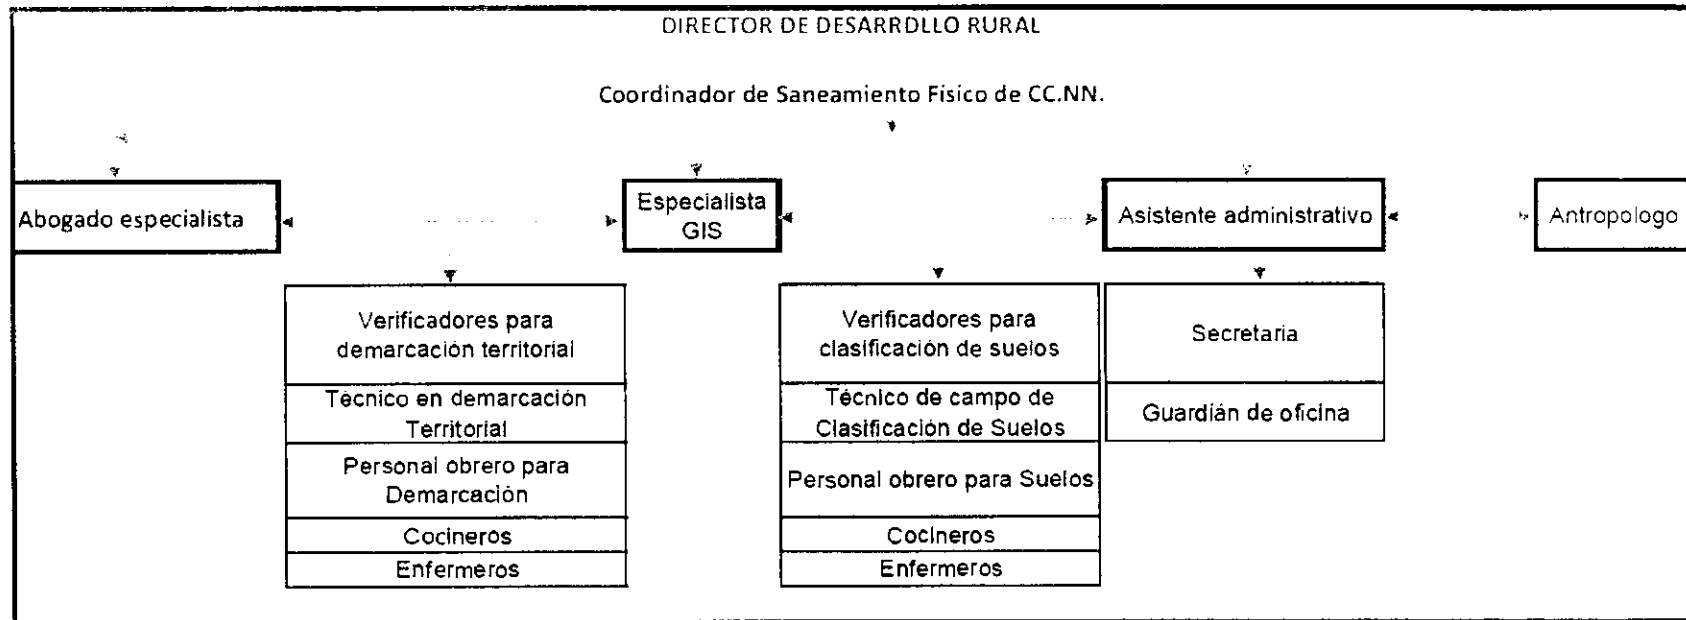 DIRECTOR DE DESARRDLLO RURAL
Coordinador de Saneamiento Físico de CC.NN.
Abogado especialista
Especialista
GIS
Asistente administrativo
Antropologo
Verificadores para
demarcación territorial
Técnico en demarcación
Territorial
Personal obrero para
Demarcación
Cocineros
Enfermeros
Verificadores para
clasificación de suelos
Técnico de campo de
Clasificación de Suelos
Personal obrero para Suelos
Cocineros
Enfermeros
Secretaria
Guardián de oficina